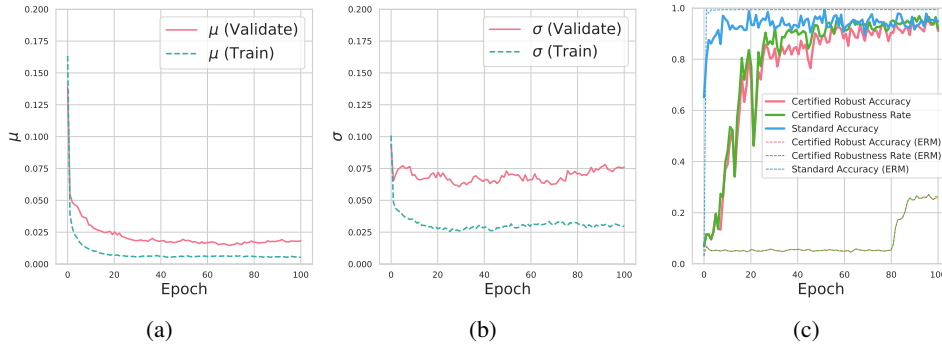 0.200
0.175
0.150
0.125
0.100
0.075
0.050
0.025
0.000
μ
0 20 40 60 80 100
Epoch
μ (Validate)
μ (Train)
(a)
0.200
0.175
0.150
0.125
0.100
0.075
0.050
0.025
0.000
σ
0 20 40 60 80 100
Epoch
σ (Validate)
σ (Train)
(b)
1.0
0.8
0.6
0.4
0.2
0.0
0 20 40 60 80 100
Epoch
Certified Robust Accuracy
Certified Robustness Rate
Standard Accuracy
Certified Robust Accuracy (ERM)
Certified Robustness Rate (ERM)
Standard Accuracy (ERM)
(c)